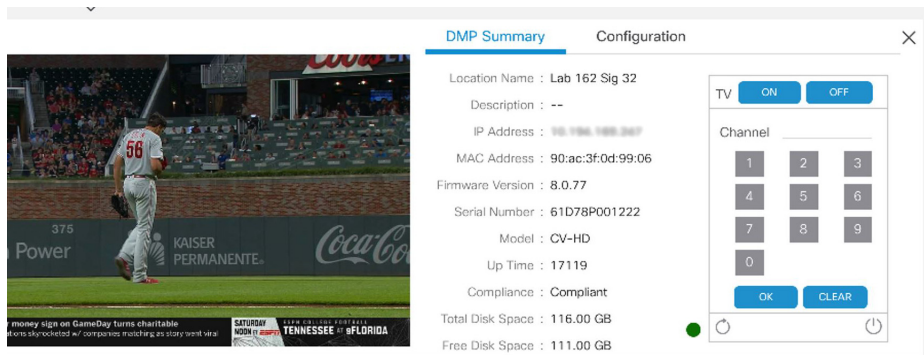 DMP Summary
Configuration
Location Name : Lab 162 Sig 32
Description : --
IP Address :
MAC Address : 90:ac:3f:0d:99:06
Firmware Version : 8.0.77
Serial Number : 61D78P001222
Model : CV-HD
Up Time : 17119
Compliance : Compliant
Total Disk Space : 116.00 GB
Free Disk Space : 111.00 GB
TV ON OFF
Channel
1 2 3
4 5 6
7 8 9
0
OK CLEAR
56
375
Power
KAISER
PERMANENTE
Coca-Co
money sign on GameDay turns charitable
ations skyrocketed w/ companies matching as story went viral
SATURDAY
NOON ET ESPN
ESPN COLLEGE FOOTBALL
TENNESSEE AT 9FLORIDA